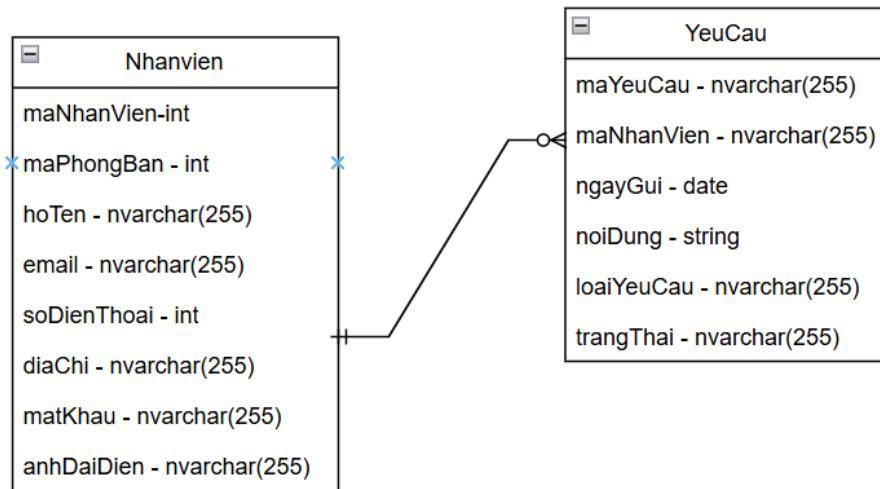 Nhanvien
maNhanVien-int
maPhongBan - int
hoTen - nvarchar(255)
email - nvarchar(255)
soDienThoai - int
diaChi - nvarchar(255)
matKhau - nvarchar(255)
anhDaiDien - nvarchar(255)
YeuCau
maYeuCau - nvarchar(255)
maNhanVien - nvarchar(255)
ngayGui - date
noiDung - string
loaiYeuCau - nvarchar(255)
trangThai - nvarchar(255)